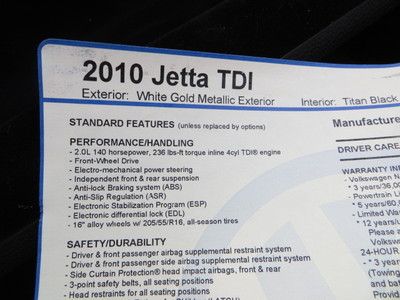 2010 Jetta TDI
Exterior: White Gold Metallic Exterior Interior: Titan Black
STANDARD FEATURES (unless replaced by options)
PERFORMANCE/HANDLING
- 2.0L 140 horsepower, 236 lbs-ft torque inline 4cyl TDI® engine
- Front-Wheel Drive
- Electro-mechanical power steering
- Independent front & rear suspension
- Anti-lock Braking system (ABS)
- Anti-Slip Regulation (ASR)
- Electronic Stabilization Program (ESP)
- Electronic differential lock (EDL)
- 16" alloy wheels w/ 205/55/R16, all-season tires
SAFETY/DURABILITY
- Driver & front passenger airbag supplemental restraint system
- Driver & front passenger side airbag supplemental restraint system
- Side Curtain Protection® head impact airbags, front & rear
- 3-point safety belts, all seating positions
- Head restraints for all seating positions
Manufacture
DRIVER CARE
WARRANTY IN
- Volkswagen N
* 3 years/36,0
- Powertrain Li
* 5 years/60,
- Limited Warra
* 12 years/U
Please
Volksw
24-HOUR
* 3 year
(Towing
and bat
Provid